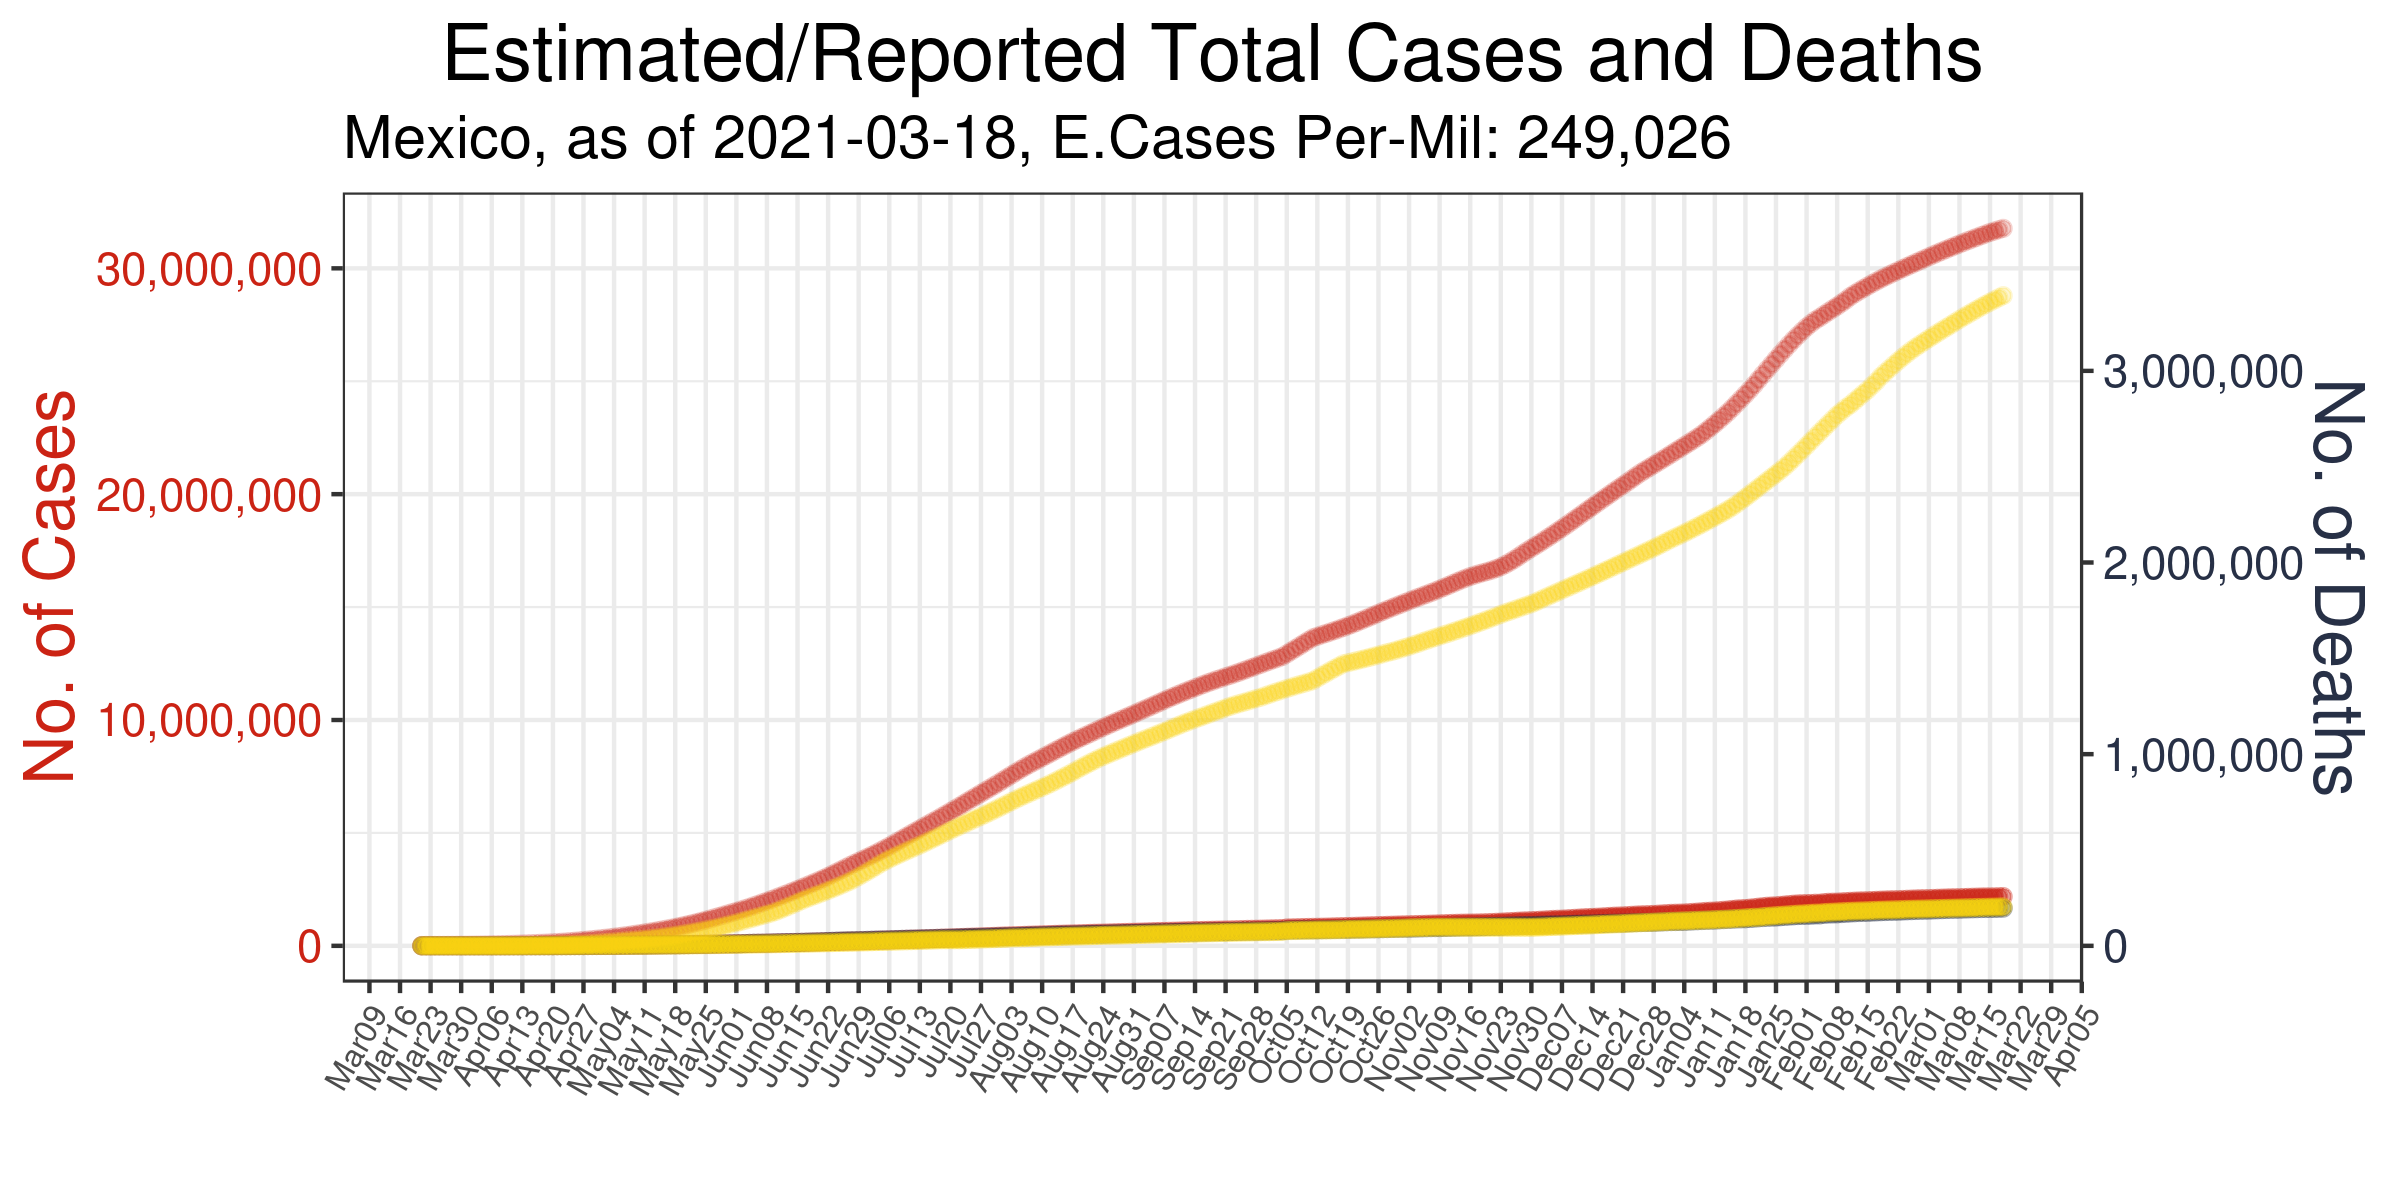 Estimated/Reported Total Cases and Deaths
Mexico, as of 2021-03-18, E.Cases Per-Mil: 249,026
No. of Cases
30,000,000
20,000,000
10,000,000
0
3,000,000
2,000,000
1,000,000
0
No. of Deaths
Mar09
Mar16
Mar23
Mar30
Apr06
Apr13
Apr20
Apr27
May04
May11
May18
May25
Jun01
Jun08
Jun15
Jun22
Jun29
Jul06
Jul13
Jul20
Jul27
Aug03
Aug10
Aug17
Aug24
Aug31
Sep07
Sep14
Sep21
Sep28
Oct05
Oct12
Oct19
Oct26
Nov02
Nov09
Nov16
Nov23
Nov30
Dec07
Dec14
Dec21
Dec28
Jan04
Jan11
Jan18
Jan25
Feb01
Feb08
Feb15
Feb22
Mar01
Mar08
Mar15
Mar22
Mar29
Apr05